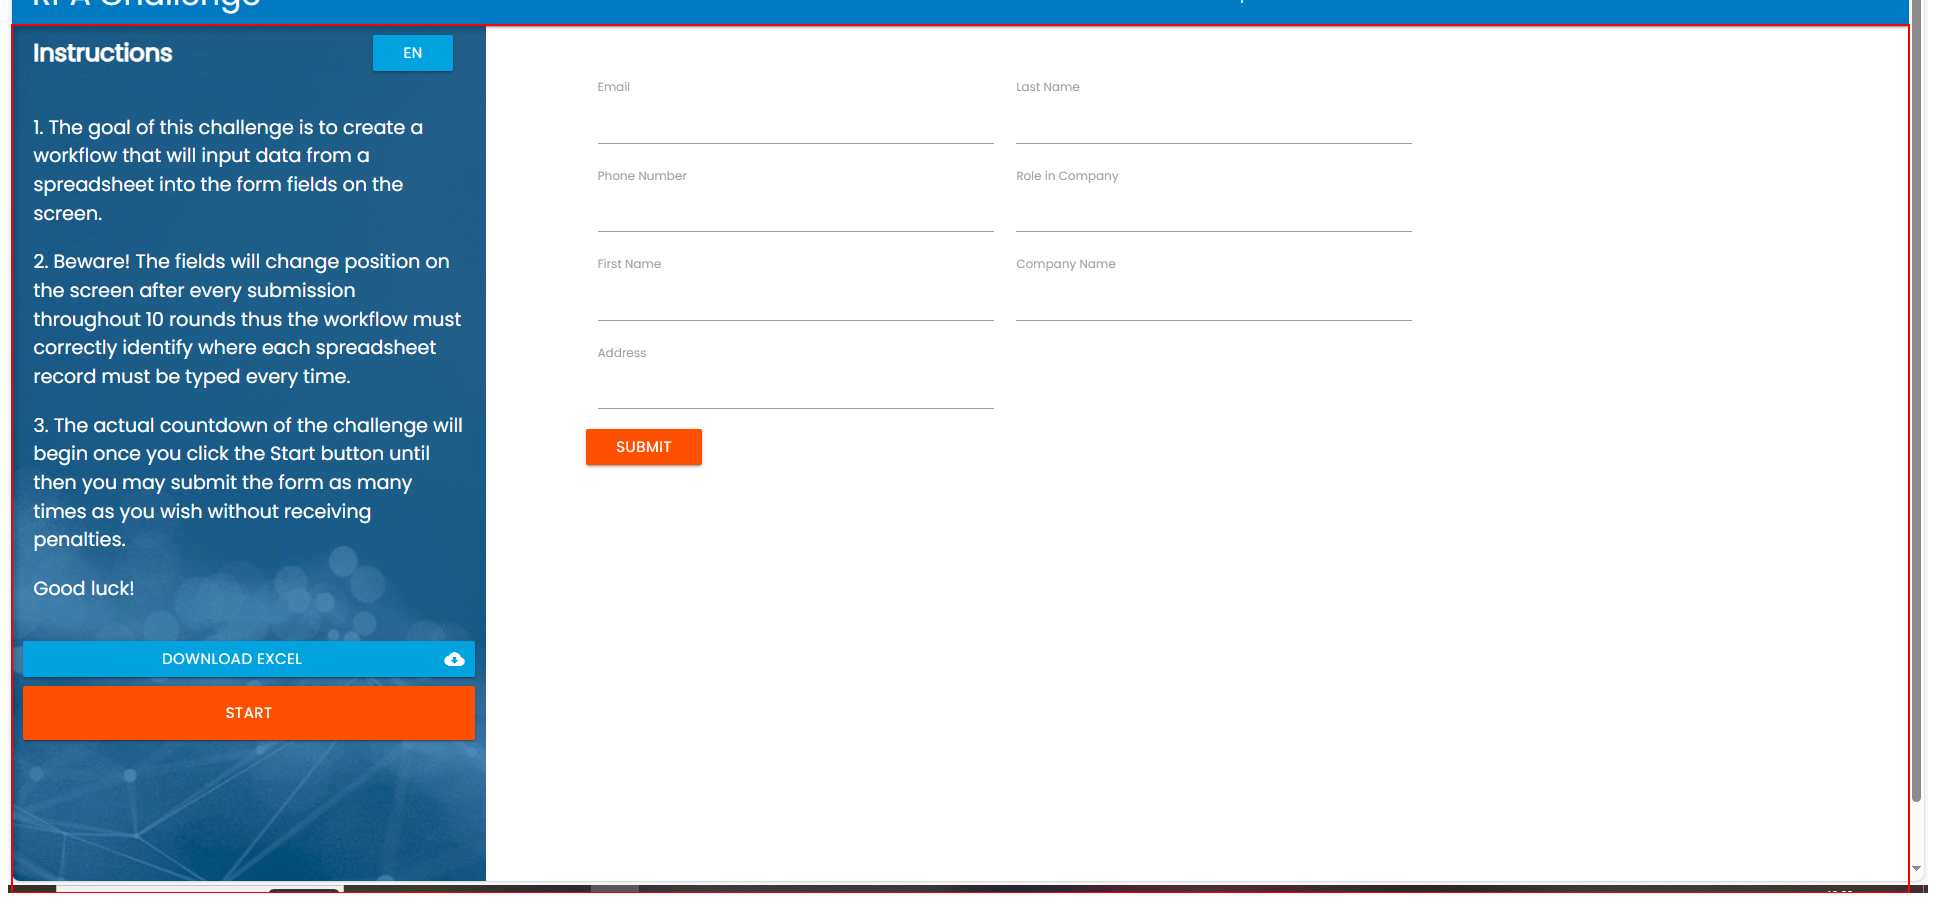 RPA Challenge
Instructions
EN
1. The goal of this challenge is to create a
workflow that will input data from a
spreadsheet into the form fields on the
screen.
2. Beware! The fields will change position on
the screen after every submission
throughout 10 rounds thus the workflow must
correctly identify where each spreadsheet
record must be typed every time.
3. The actual countdown of the challenge will
begin once you click the Start button until
then you may submit the form as many
times as you wish without receiving
penalties.
Good luck!
DOWNLOAD EXCEL
START
Email
Last Name
Phone Number
Role in Company
First Name
Company Name
Address
SUBMIT